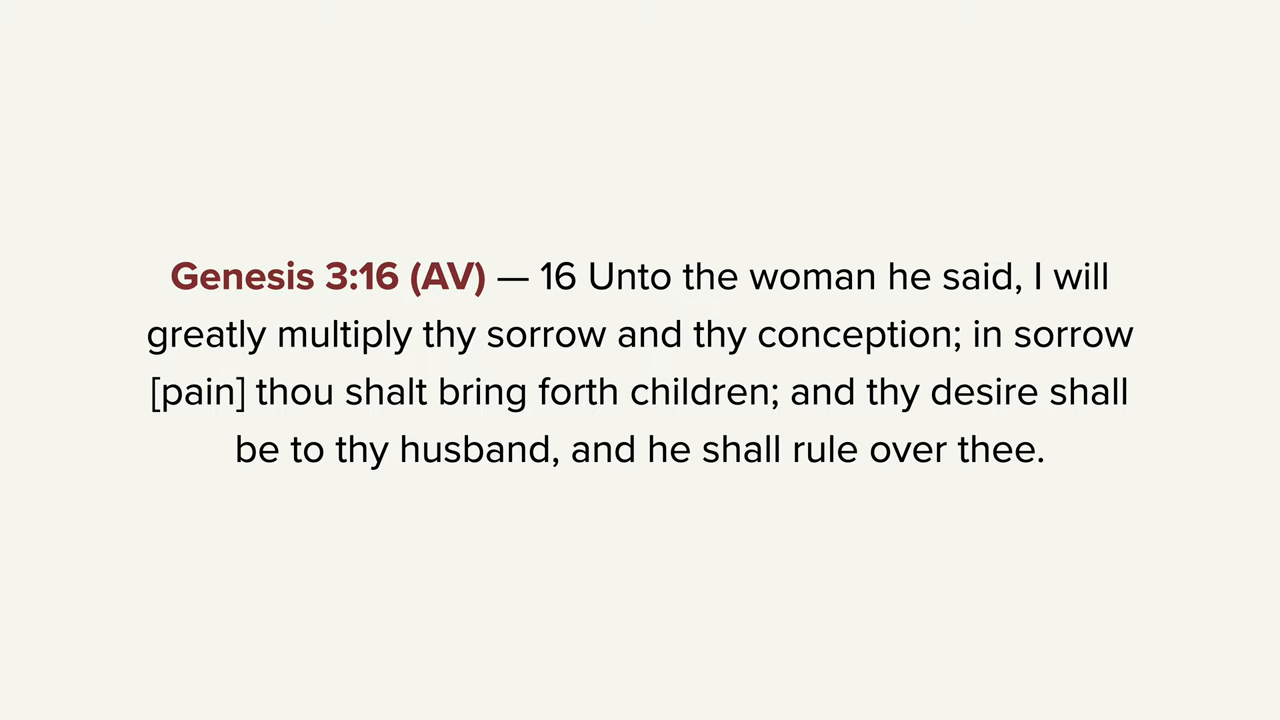 Genesis 3:16 (AV) — 16 Unto the woman he said, I will
greatly multiply thy sorrow and thy conception; in sorrow
[pain] thou shalt bring forth children; and thy desire shall
be to thy husband, and he shall rule over thee.